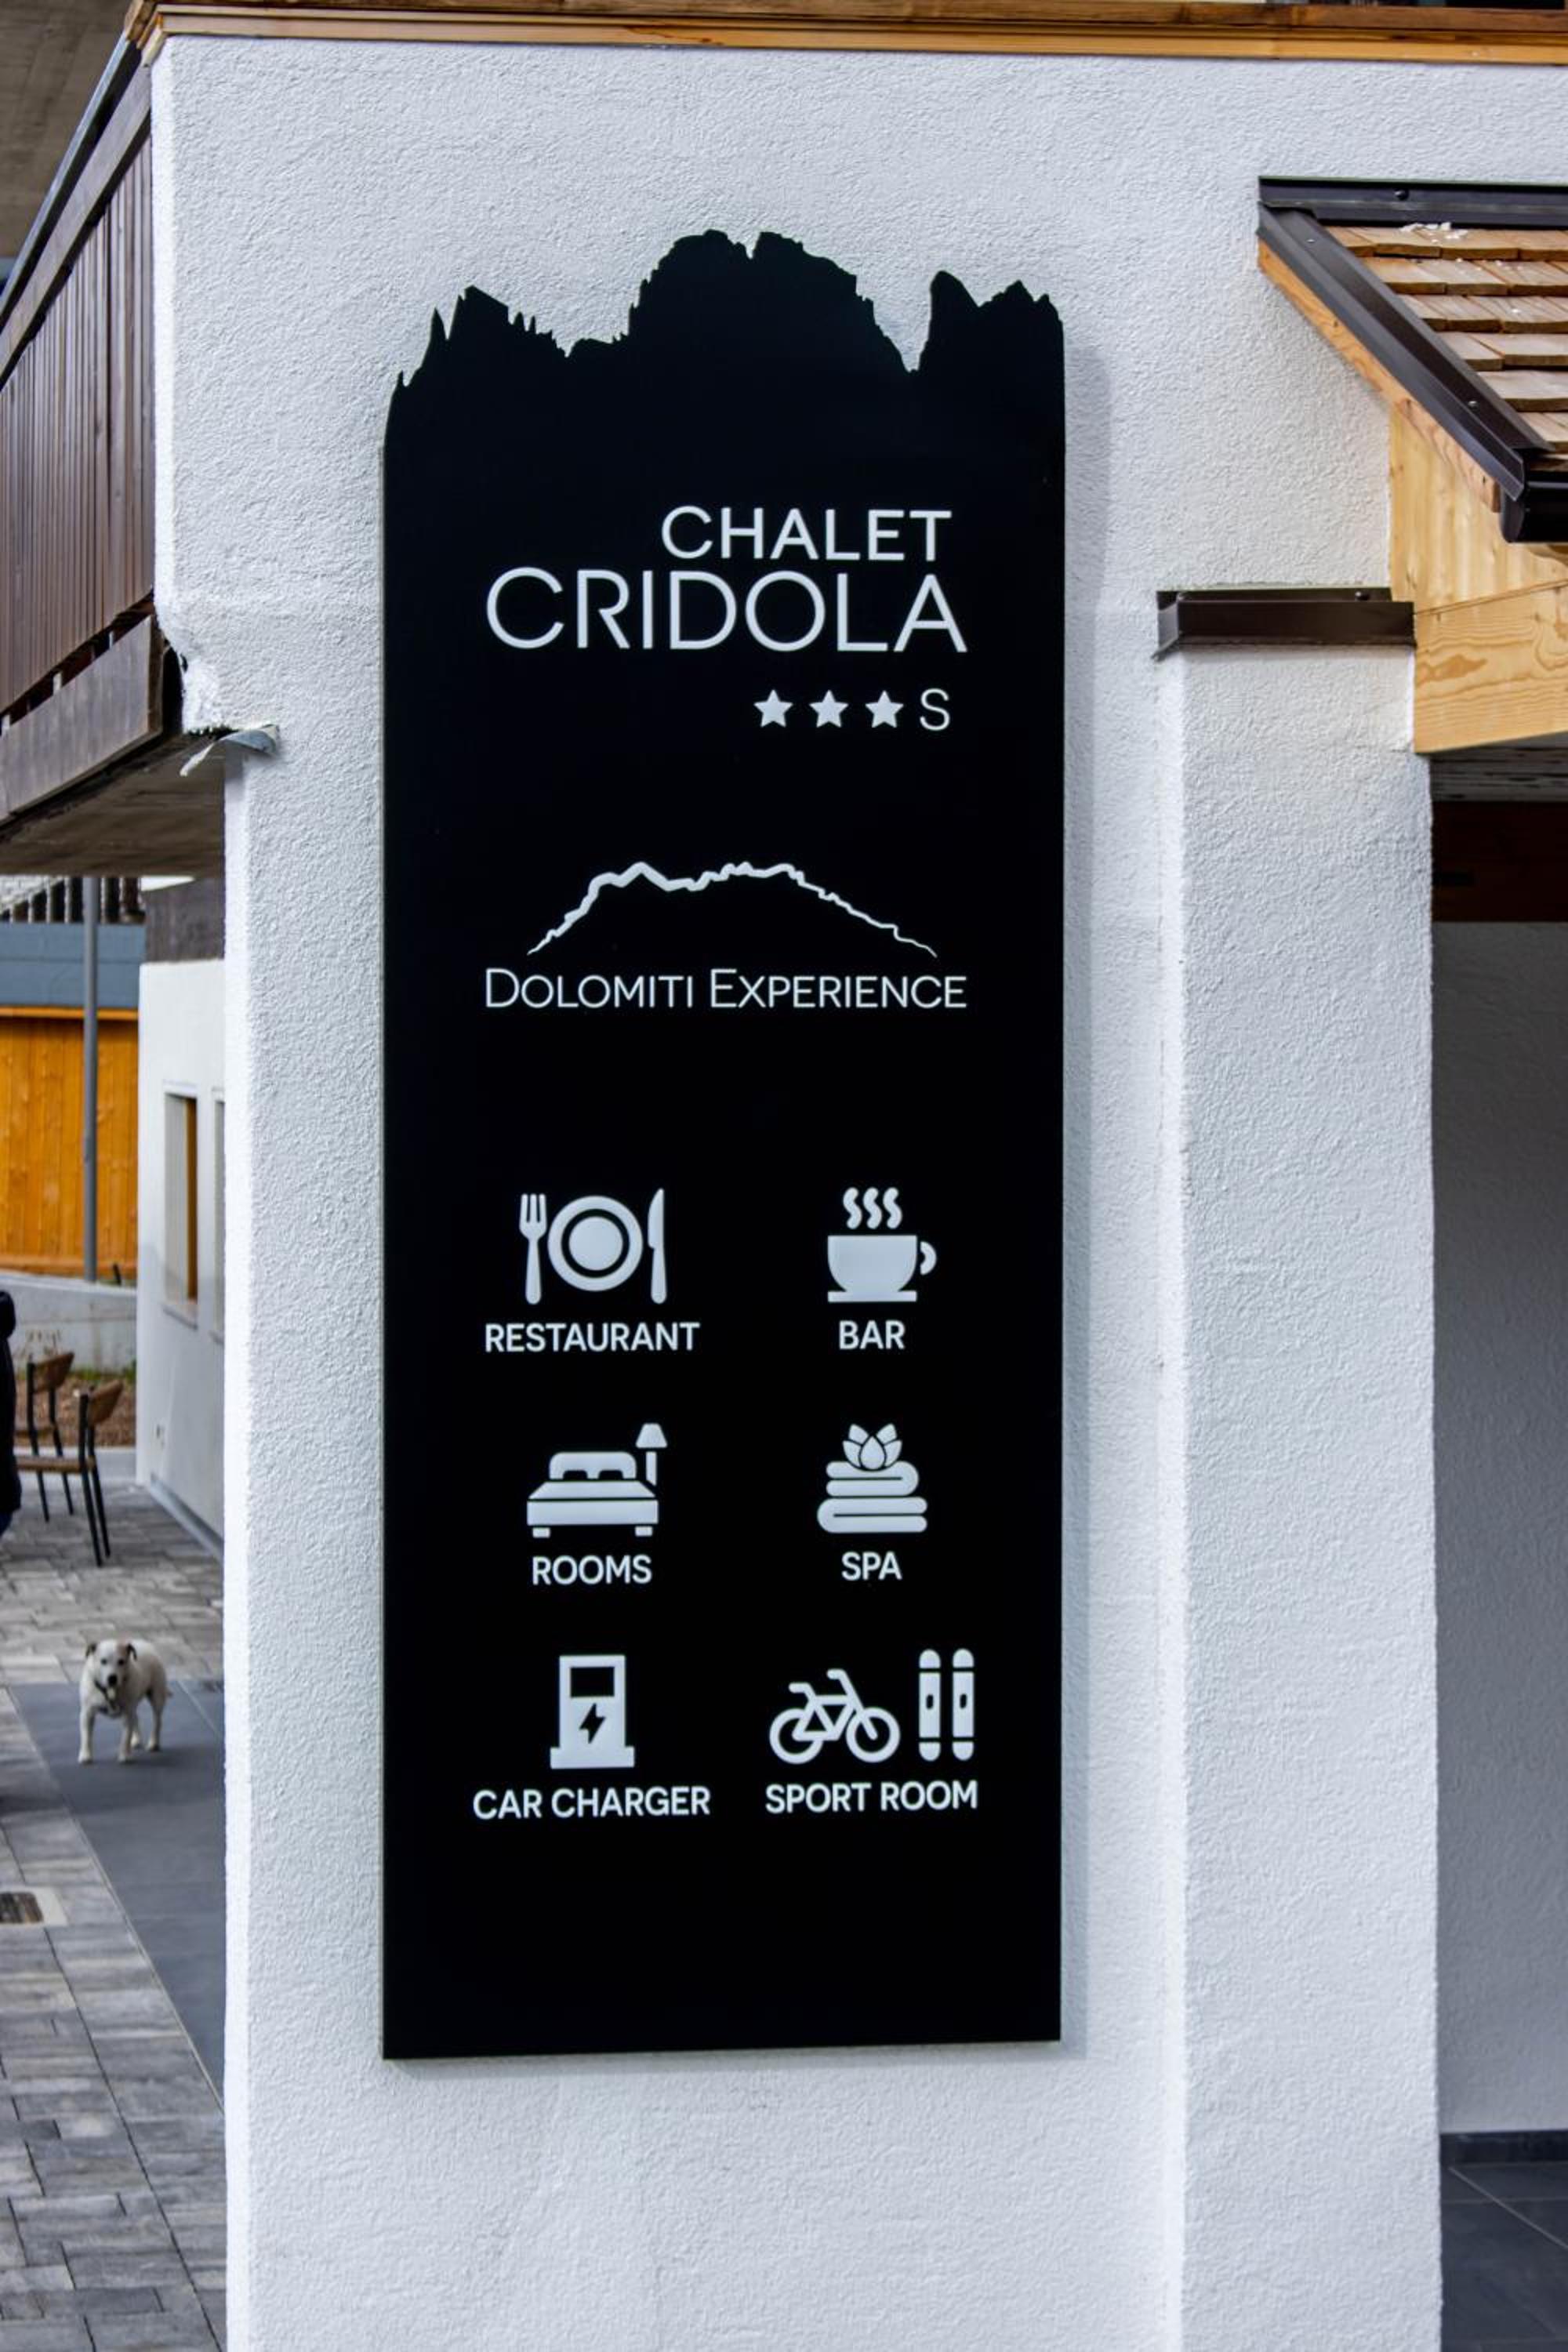 CHALET
CRIDOLA
★★★S
DOLOMITI EXPERIENCE
RESTAURANT
BAR
ROOMS
SPA
CAR CHARGER
SPORT ROOM